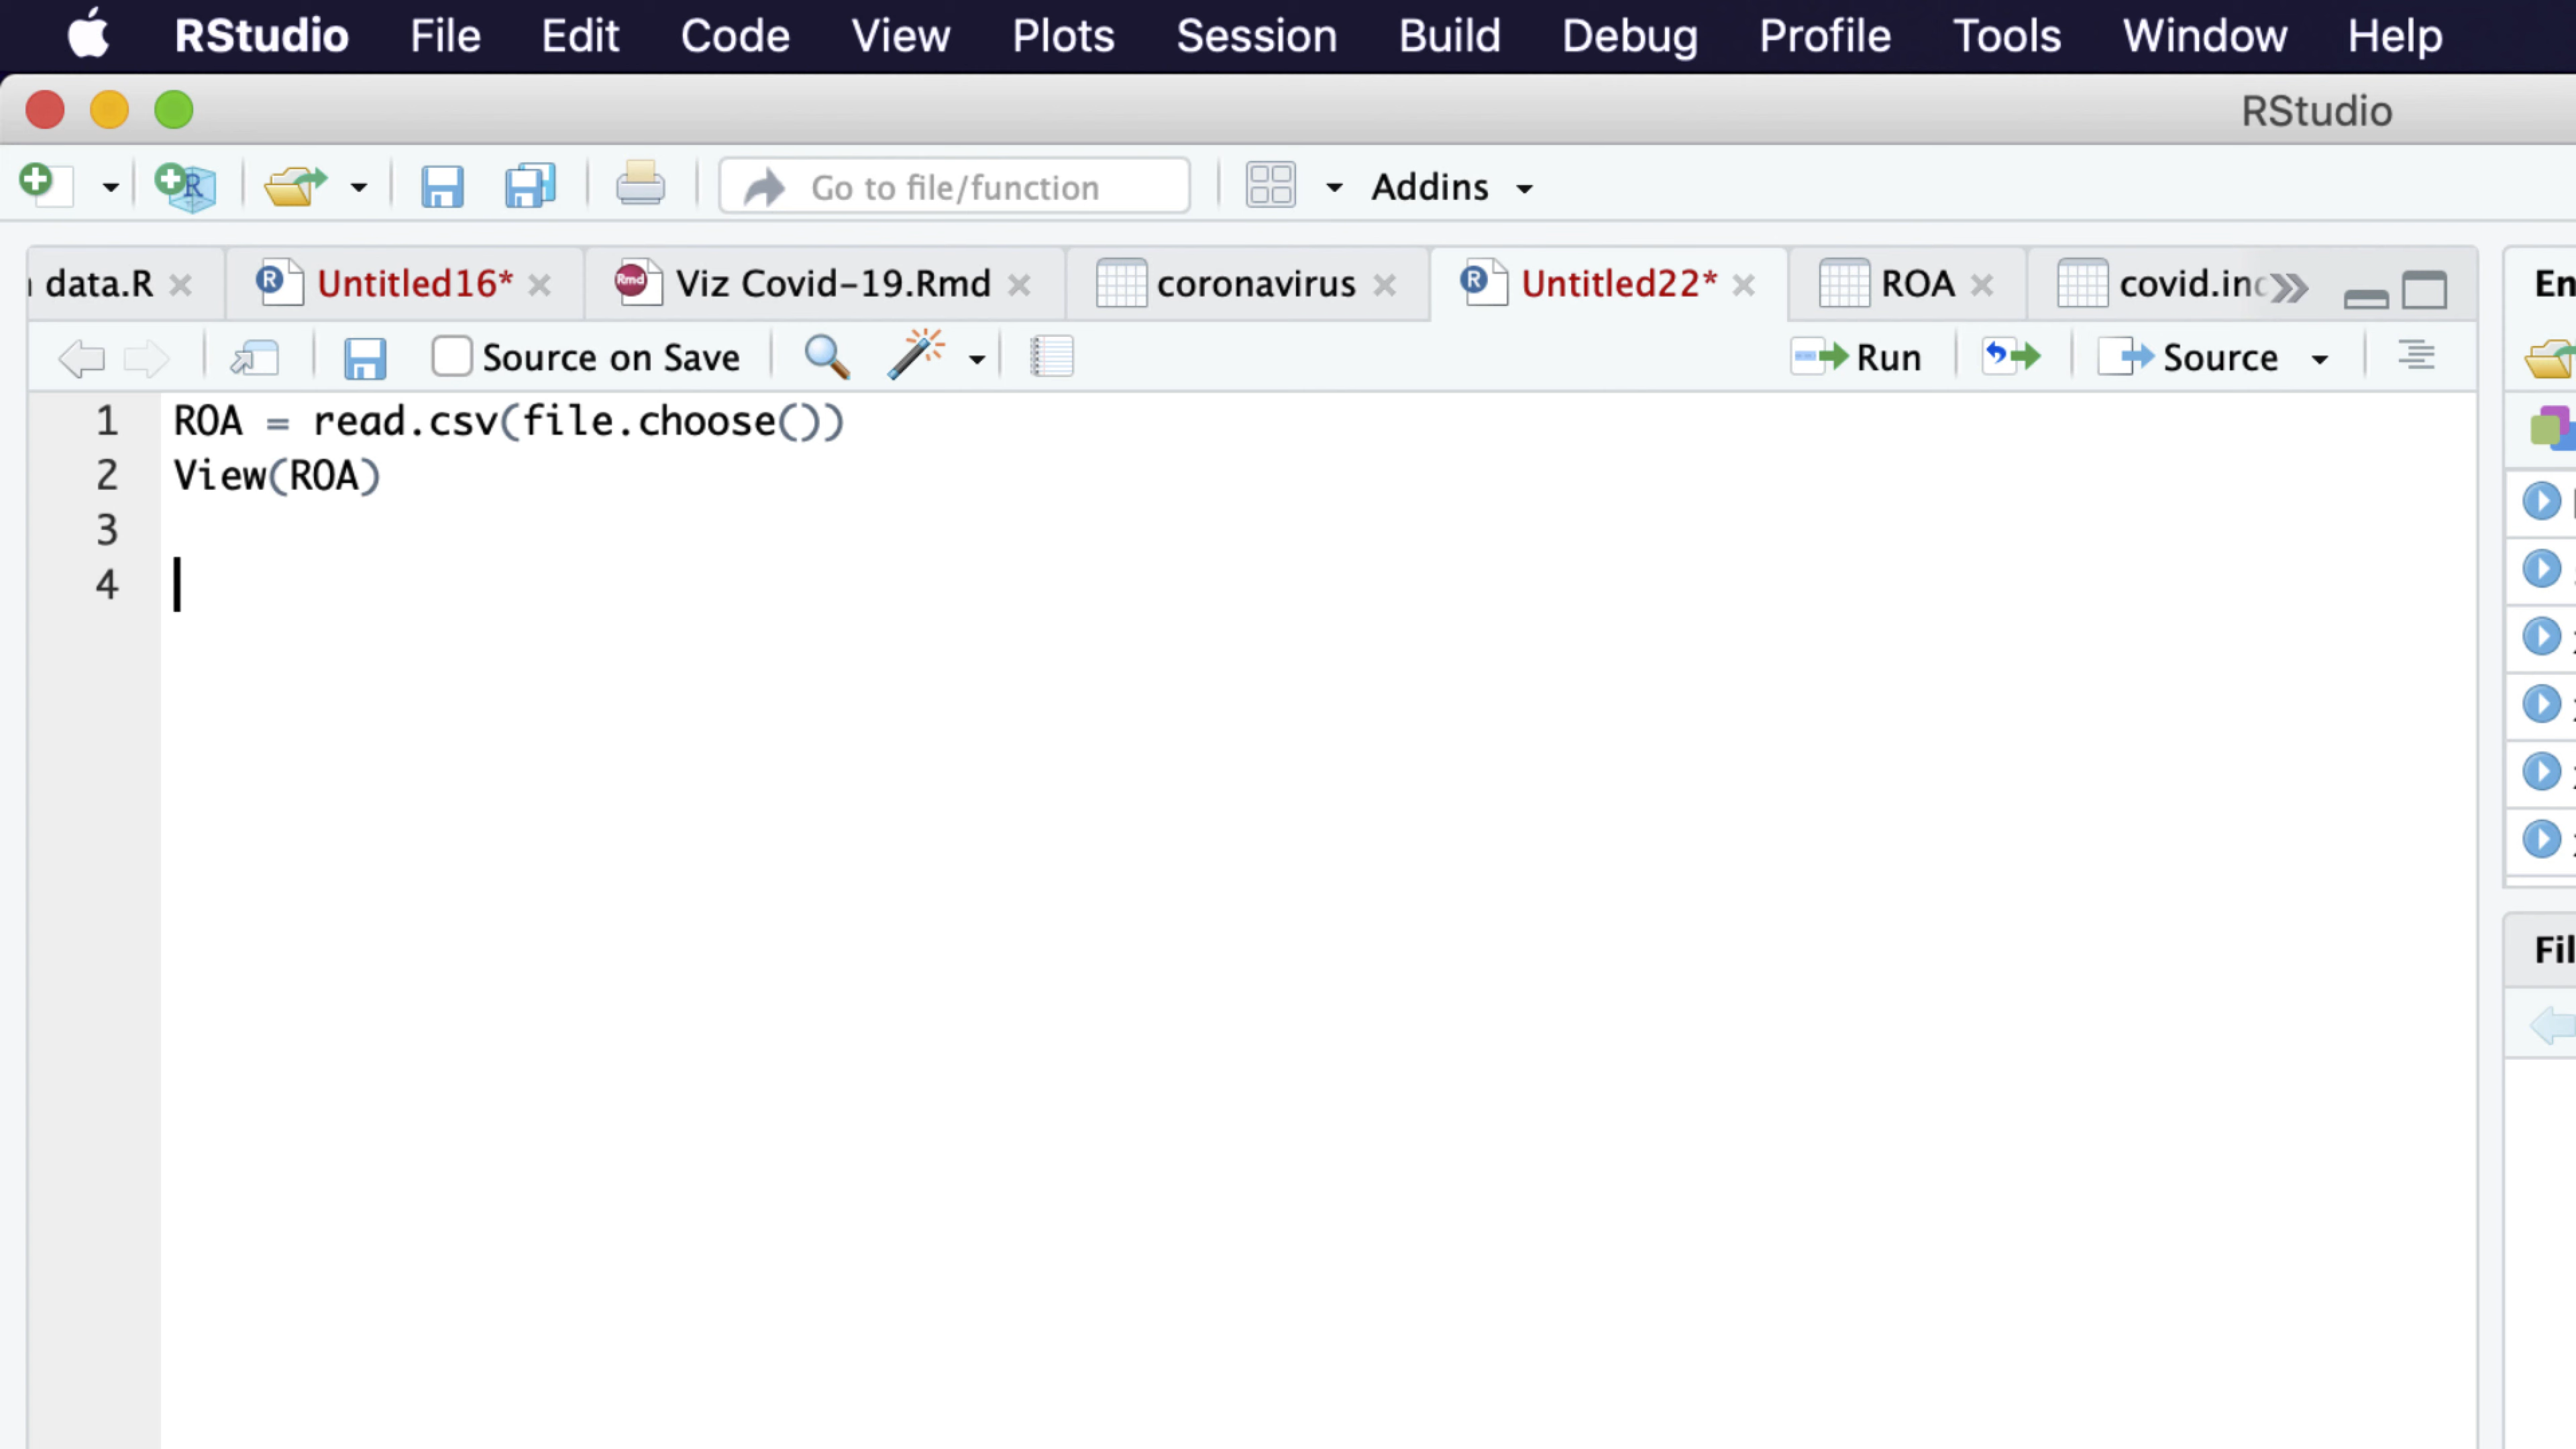 RStudio File Edit Code View Plots Session Build Debug Profile Tools Window Help
RStudio
Go to file/function Addins
data.R Untitled16* Viz Covid-19.Rmd coronavirus Untitled22* ROA
Source on Save Run Source
1 ROA = read.csv(file.choose())
2 View(ROA)
3
4